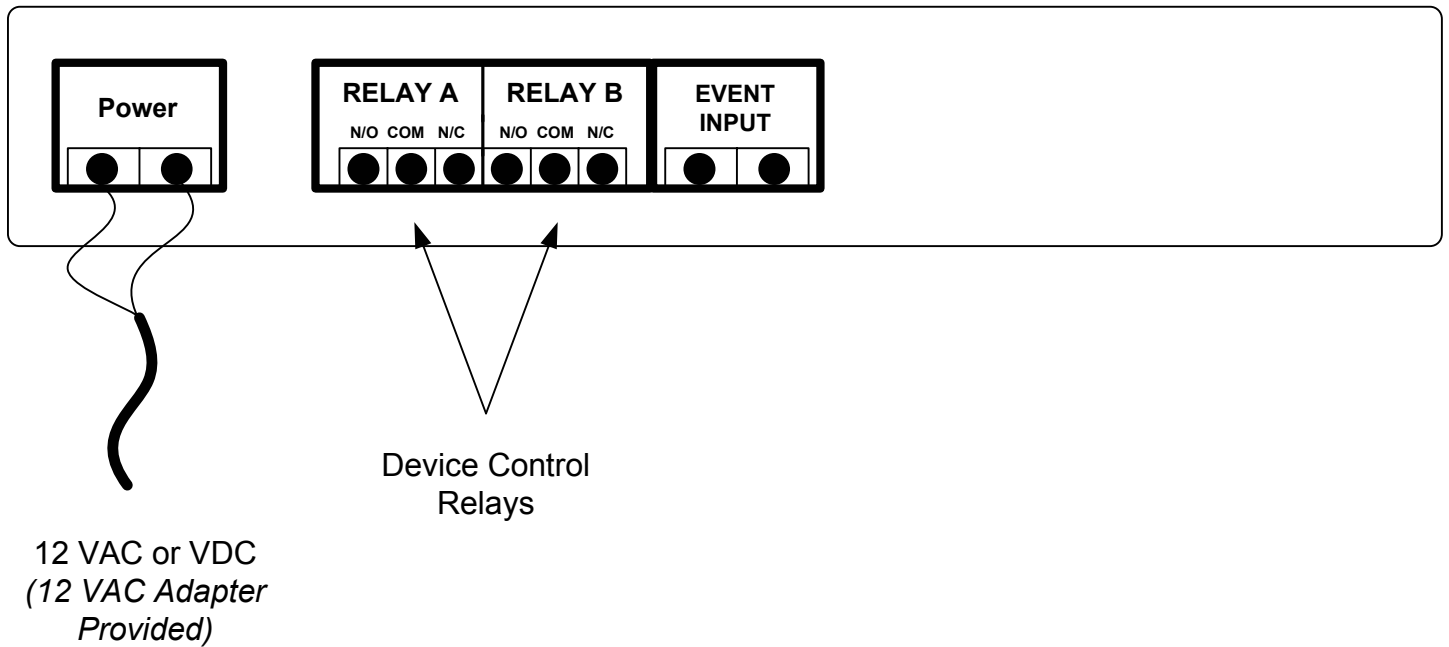 Power
RELAY A
N/O COM N/C
RELAY B
N/O COM N/C
EVENT
INPUT
Device Control
Relays
12 VAC or VDC
(12 VAC Adapter
Provided)